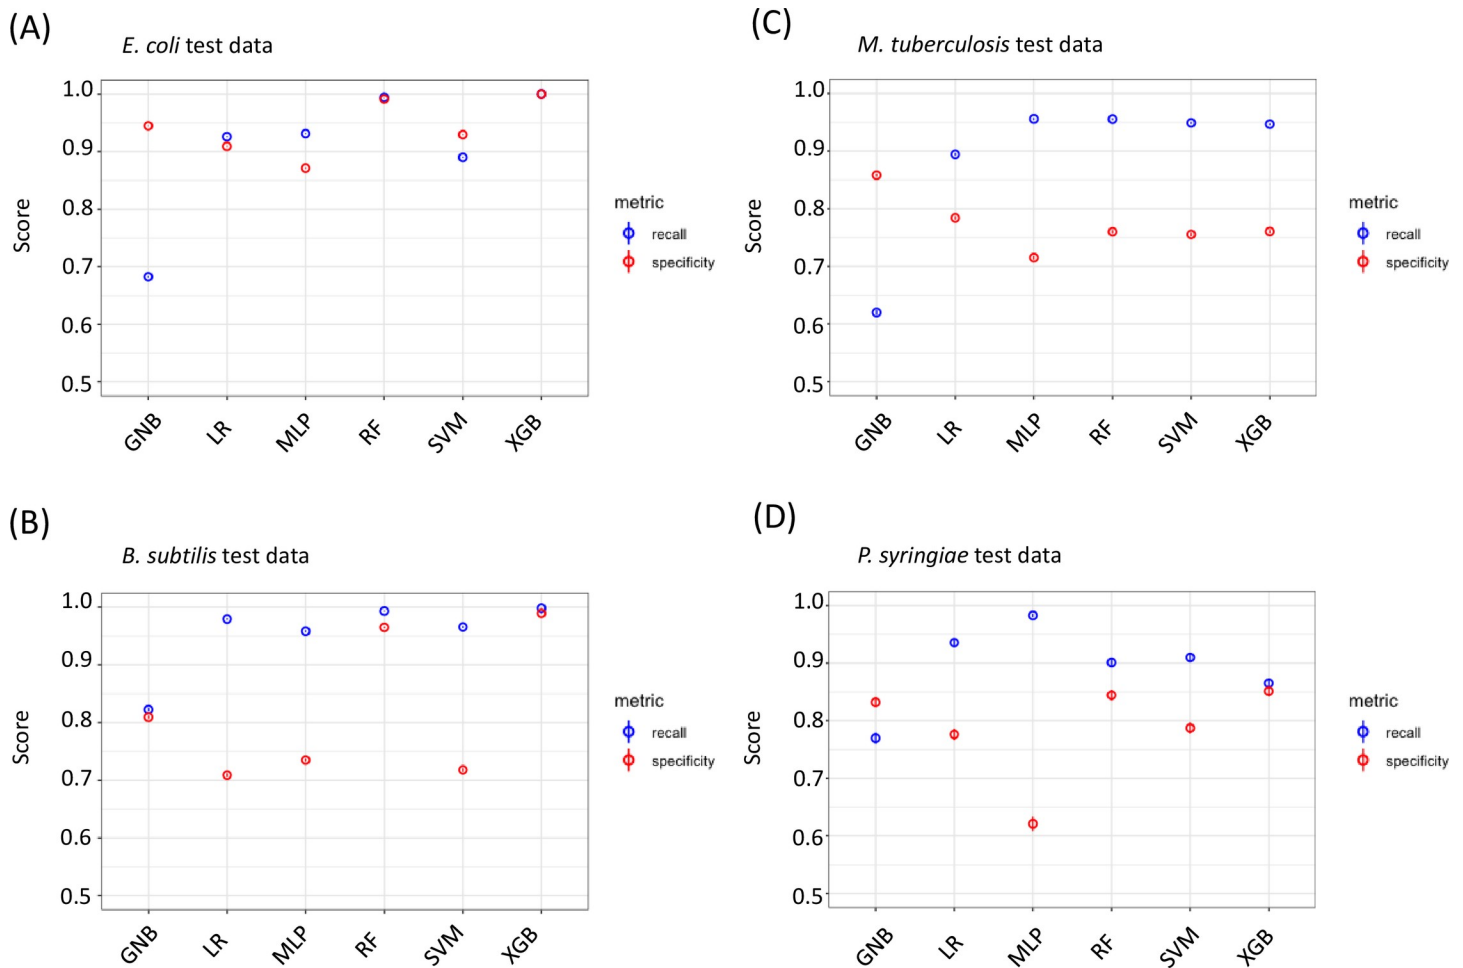 (A)
E. coli test data
1.0
0.9
0.8
0.7
0.6
0.5
Score
GNB
LR
MLP
RF
SVM
XGB
metric
recall
specificity
(C)
M. tuberculosis test data
1.0
0.9
0.8
0.7
0.6
0.5
Score
GNB
LR
MLP
RF
SVM
XGB
metric
recall
specificity
(B)
B. subtilis test data
1.0
0.9
0.8
0.7
0.6
0.5
Score
GNB
LR
MLP
RF
SVM
XGB
metric
recall
specificity
(D)
P. syringiae test data
1.0
0.9
0.8
0.7
0.6
0.5
Score
GNB
LR
MLP
RF
SVM
XGB
metric
recall
specificity